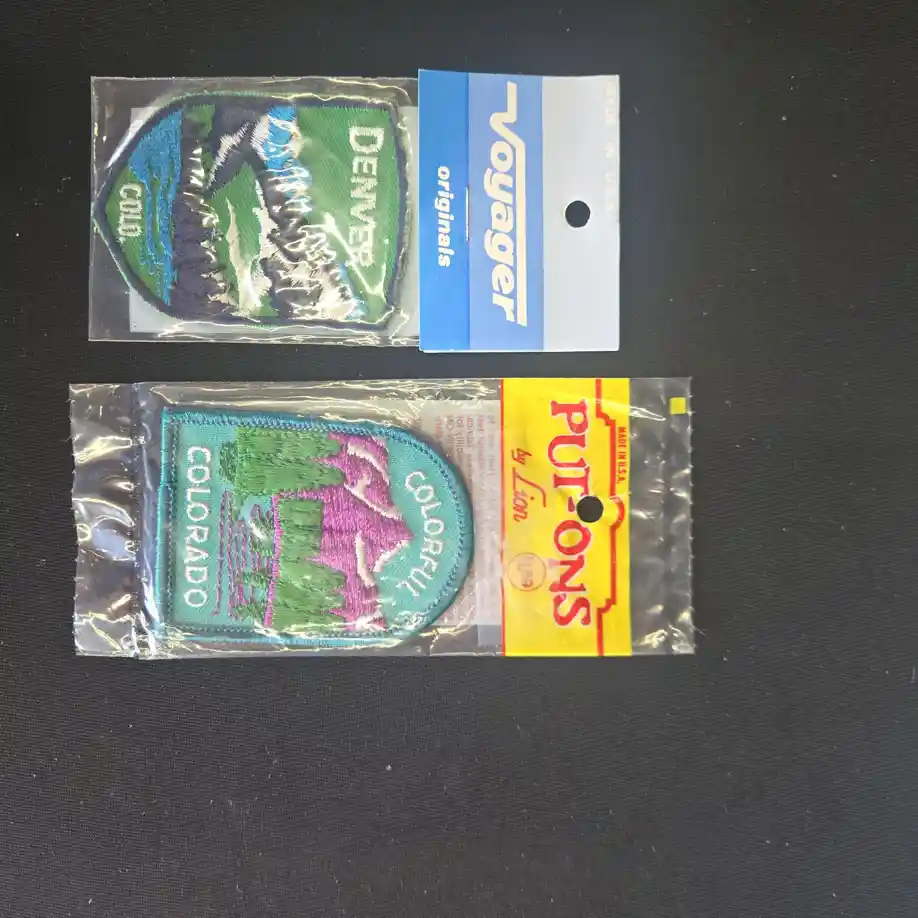 Voyager
originals
DENVER
COLO.
MADE IN U.S.A.
PUT-ONS
by Lion
COLORFUL
COLORADO